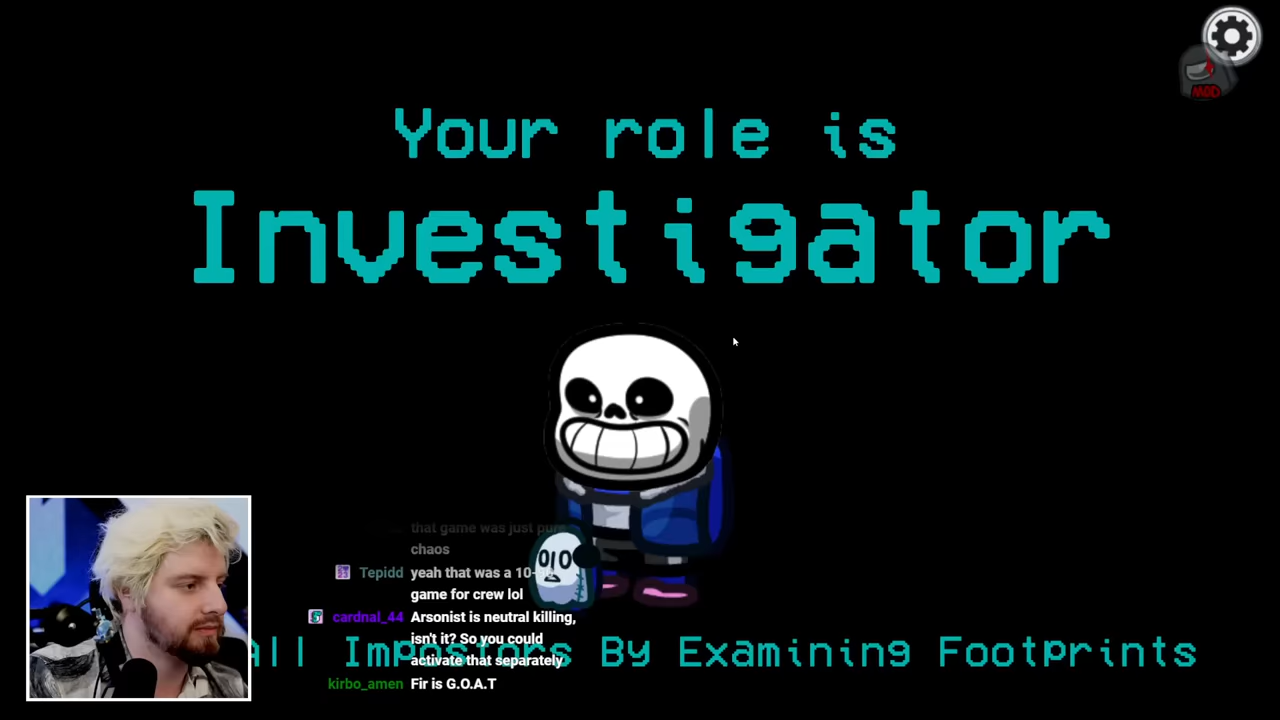 Your role is
Investigator
MOD
that game was just pure
chaos
Tepidd yeah that was a
game for crew lol
cardnal_44 Arsonist is neutral killing,
isn't it? So you could
activate that separately
kirbo_amen Fir is G.O.A.T
All Impostors By Examining Footprints